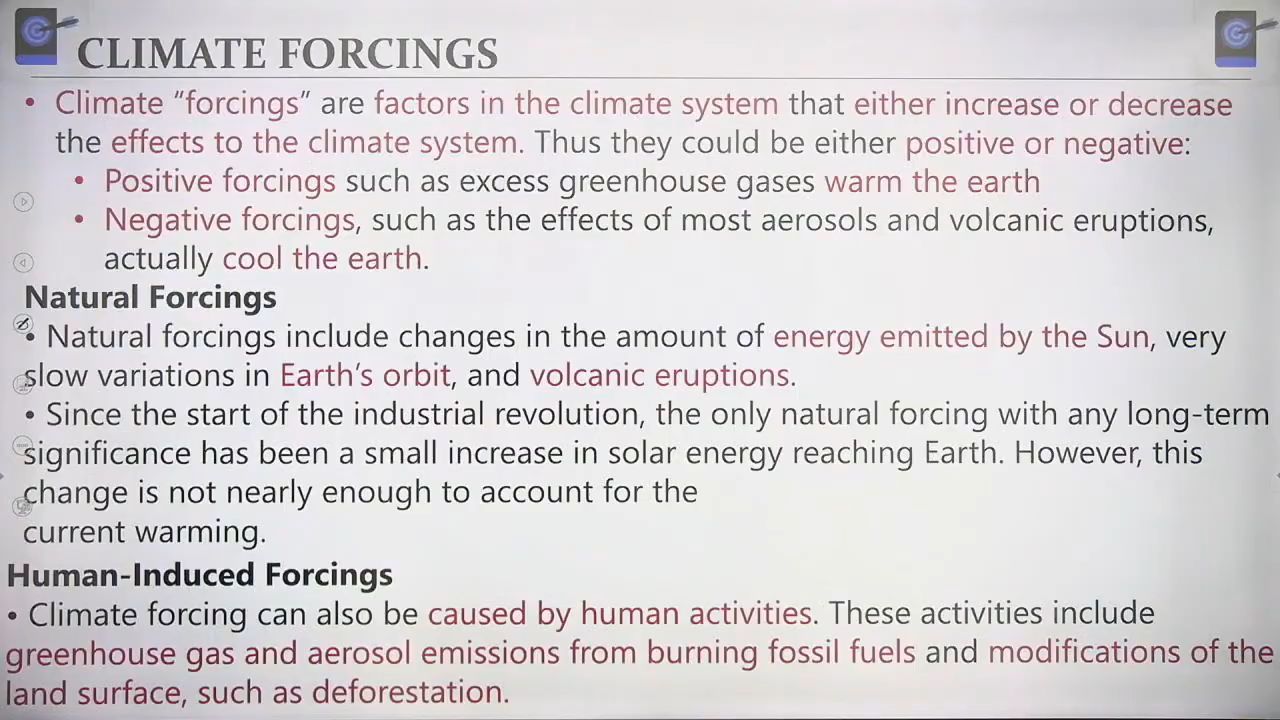 CLIMATE FORCINGS
• Climate “forcings” are factors in the climate system that either increase or decrease
the effects to the climate system. Thus they could be either positive or negative:
• Positive forcings such as excess greenhouse gases warm the earth
• Negative forcings, such as the effects of most aerosols and volcanic eruptions,
actually cool the earth.
Natural Forcings
• Natural forcings include changes in the amount of energy emitted by the Sun, very
slow variations in Earth’s orbit, and volcanic eruptions.
• Since the start of the industrial revolution, the only natural forcing with any long-term
significance has been a small increase in solar energy reaching Earth. However, this
change is not nearly enough to account for the
current warming.
Human-Induced Forcings
• Climate forcing can also be caused by human activities. These activities include
greenhouse gas and aerosol emissions from burning fossil fuels and modifications of the
land surface, such as deforestation.